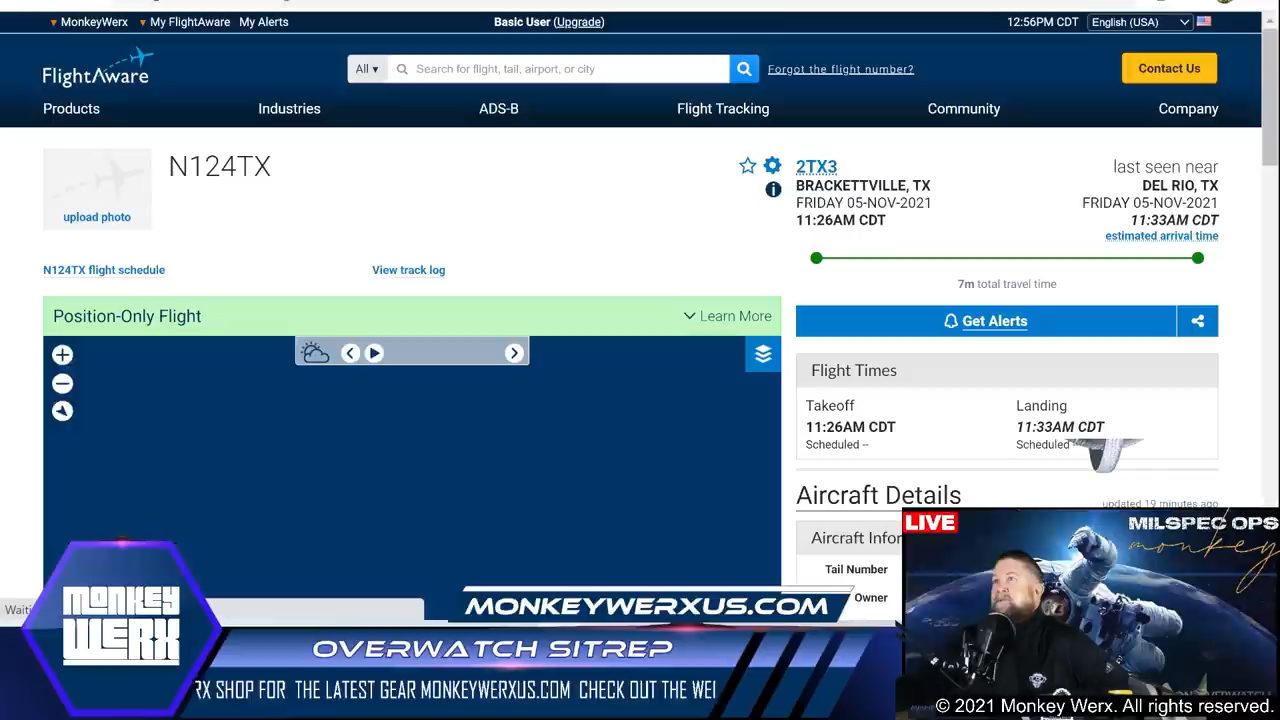 MonkeyWerx
My FlightAware
My Alerts
Basic User (Upgrade)
12:56PM CDT
English (USA)
FlightAware
All
Search for flight, tail, airport, or city
Forgot the flight number?
Contact Us
Products
Industries
ADS-B
Flight Tracking
Community
Company
upload photo
N124TX
2TX3
BRACKETTVILLE, TX
FRIDAY 05-NOV-2021
11:26AM CDT
last seen near
DEL RIO, TX
FRIDAY 05-NOV-2021
11:33AM CDT
estimated arrival time
7m total travel time
N124TX flight schedule
View track log
Position-Only Flight
Learn More
Get Alerts
Flight Times
Takeoff
11:26AM CDT
Scheduled --
Landing
11:33AM CDT
Scheduled
Aircraft Details
updated 19 minutes ago
Aircraft Infor
Tail Number
Owner
Waiti
LIVE
MILSPEC OPS
monkey
MONKEY
WERX
MONKEYWERXUS.COM
OVERWATCH SITREP
RX SHOP FOR THE LATEST GEAR MONKEYWERXUS.COM CHECK OUT THE WEI
© 2021 Monkey Werx. All rights reserved.